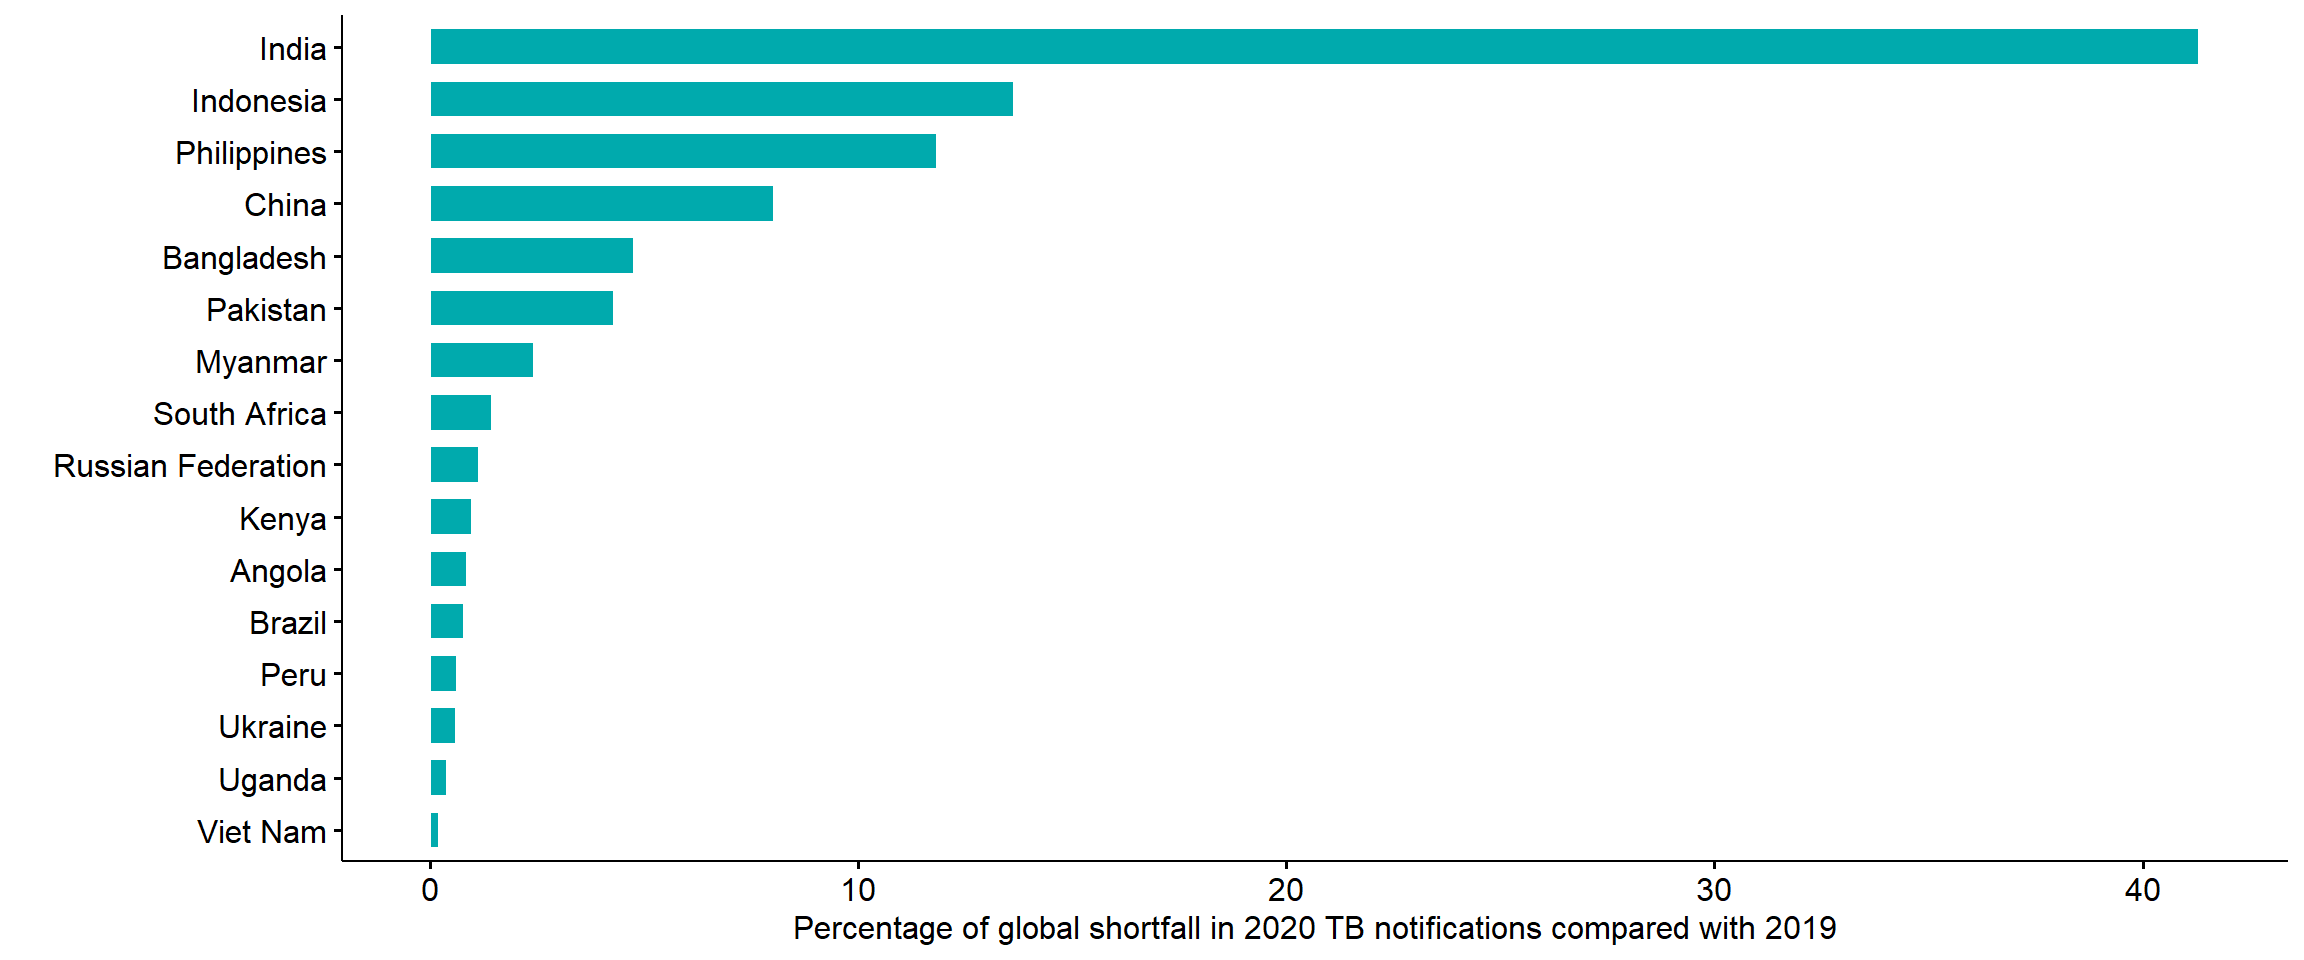 India
Indonesia
Philippines
China
Bangladesh
Pakistan
Myanmar
South Africa
Russian Federation
Kenya
Angola
Brazil
Peru
Ukraine
Uganda
Viet Nam
0 10 20 30 40
Percentage of global shortfall in 2020 TB notifications compared with 2019